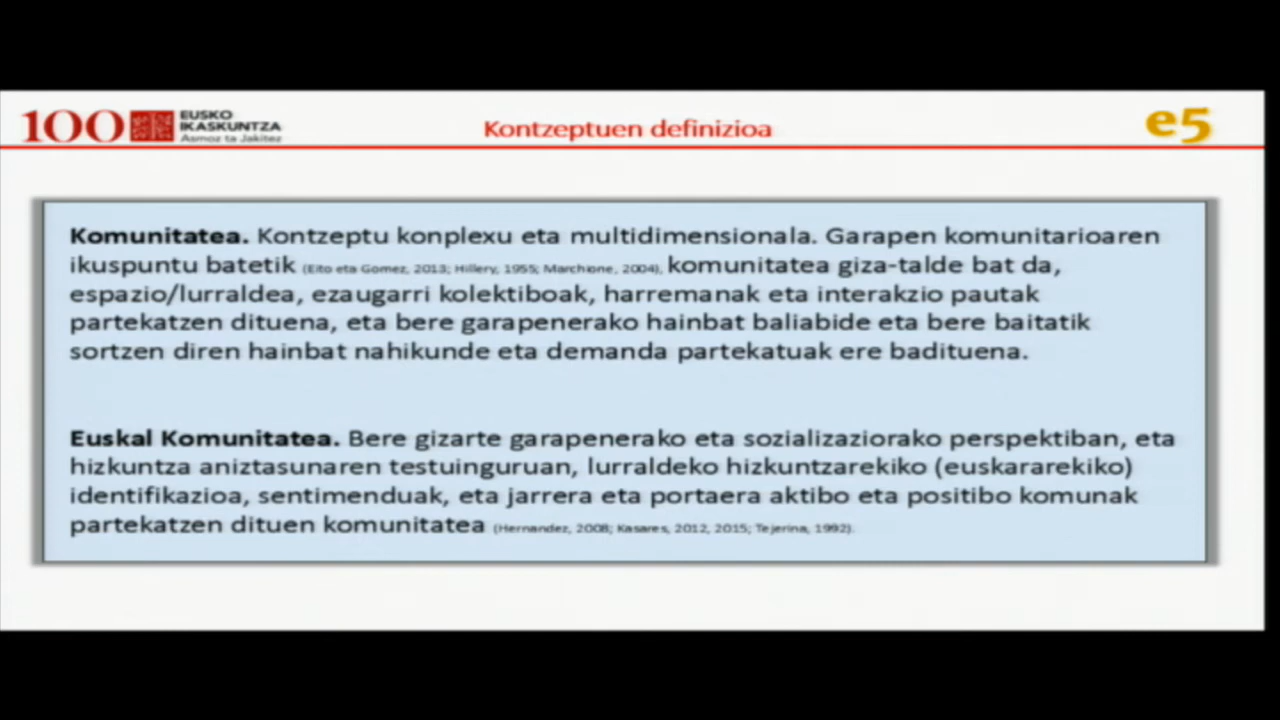 100 EUSKO
IKASKUNTZA
Asmoz ta Jakitez
Kontzeptuen definizioa
e5
Komunitatea. Kontzeptu konplexu eta multidimensionala. Garapen komunitarioaren
ikuspuntu batetik (Eito eta Gomez, 2013; Hillery, 1955; Marchione, 2004), komunitatea giza-talde bat da,
espazio/lurraldea, ezaugarri kolektiboak, harremanak eta interakzio pautak
partekatzen dituena, eta bere garapenerako hainbat baliabide eta bere baitatik
sortzen diren hainbat nahikunde eta demanda partekatuak ere badituena.
Euskal Komunitatea. Bere gizarte garapenerako eta sozializaziorako perspektiban, eta
hizkuntza aniztasunaren testuinguruan, lurraldeko hizkuntzarekiko (euskararekiko)
identifikazioa, sentimenduak, eta jarrera eta portaera aktibo eta positibo komunak
partekatzen dituen komunitatea (Hernandez, 2008; Kasares, 2012, 2015; Tejerina, 1992).